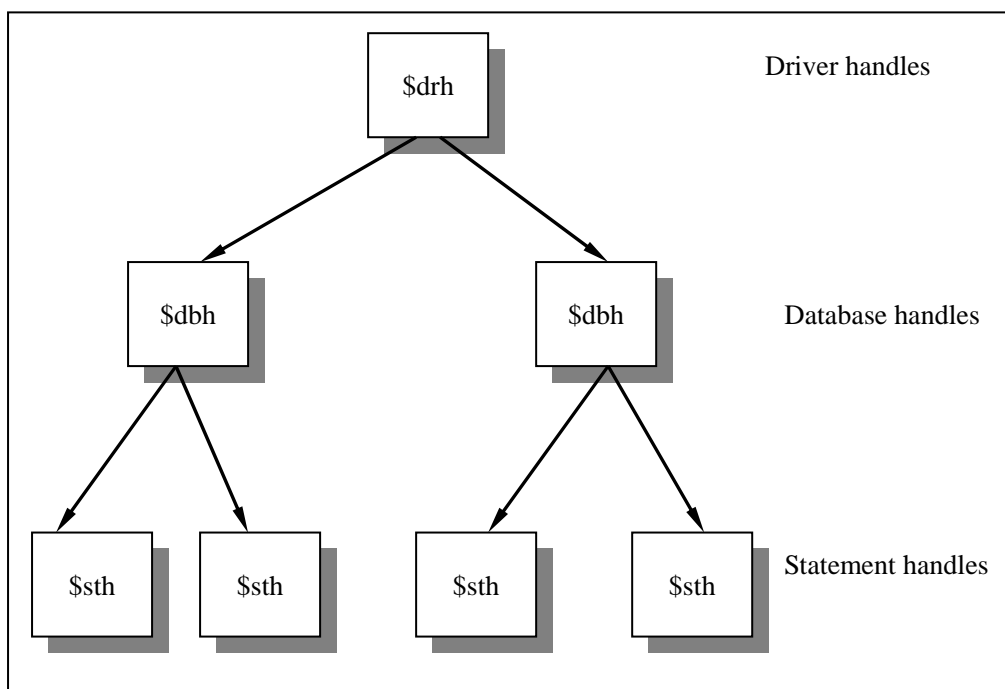 $drh
Driver handles
$dbh
$dbh
Database handles
$sth
$sth
$sth
$sth
Statement handles